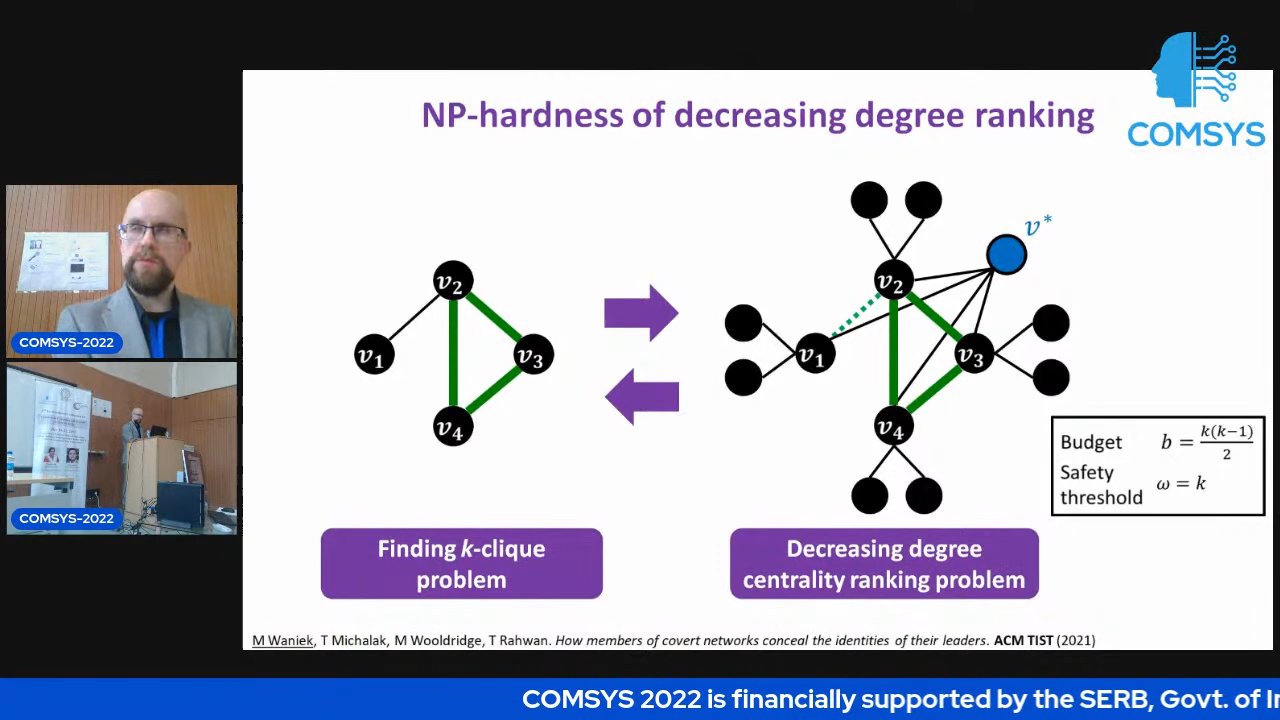 NP-hardness of decreasing degree ranking
COMSYS
v*
v₂
v₁
v₃
v₄
v₂
v₁
v₃
v₄
Budget b = k(k−1)/2
Safety
threshold ω = k
Finding k-clique
problem
Decreasing degree
centrality ranking problem
M Waniek, T Michalak, M Wooldridge, T Rahwan. How members of covert networks conceal the identities of their leaders. ACM TIST (2021)
COMSYS-2022
COMSYS-2022
COMSYS 2022 is financially supported by the SERB, Govt. of I